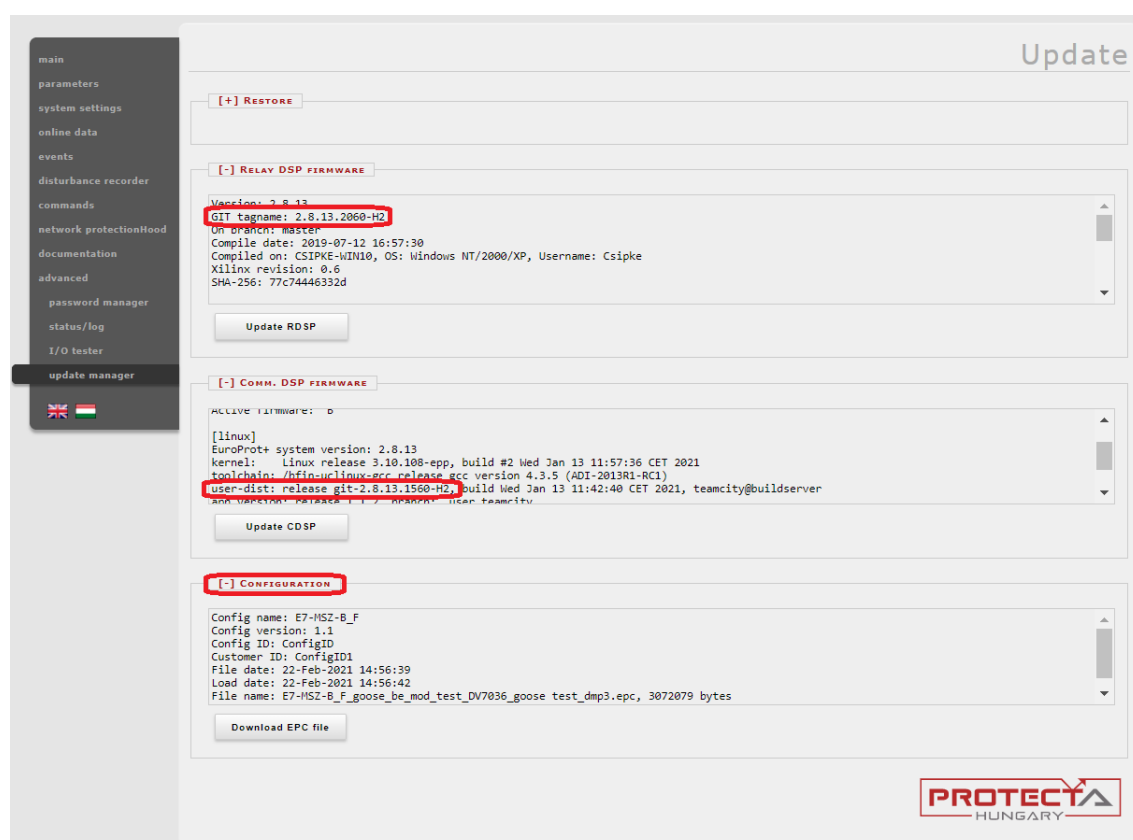 Update
main
parameters
system settings
online data
events
disturbance recorder
commands
network protectionHood
documentation
advanced
password manager
status/log
I/O tester
update manager
[+] Restore
[-] Relay DSP firmware
Version: 2.8.13
GIT tagname: 2.8.13.2060-H2
On branch: master
Compile date: 2019-07-12 16:57:30
Compiled on: CSIPKE-WIN10, OS: Windows NT/2000/XP, Username: Csipke
Xilinx revision: 0.6
SHA-256: 77c74446332d
Update RDSP
[-] Comm. DSP firmware
Active firmware: B
[linux]
EuroProt+ system version: 2.8.13
kernel: Linux release 3.10.108-epp, build #2 Wed Jan 13 11:57:36 CET 2021
toolchain: /bfin-uclinux-gcc release gcc version 4.3.5 (ADI-2013R1-RC1)
user-dist: release git-2.8.13.1560-H2, build Wed Jan 13 11:42:40 CET 2021, teamcity@buildserver
app version: release 1.1.2 branch: user teamcity
Update CDSP
[-] Configuration
Config name: E7-MSZ-B_F
Config version: 1.1
Config ID: ConfigID
Customer ID: ConfigID1
File date: 22-Feb-2021 14:56:39
Load date: 22-Feb-2021 14:56:42
File name: E7-MSZ-B_F_goose_be_mod_test_DV7036_goose test_dmp3.epc, 3072079 bytes
Download EPC file
PROTECTA
HUNGARY